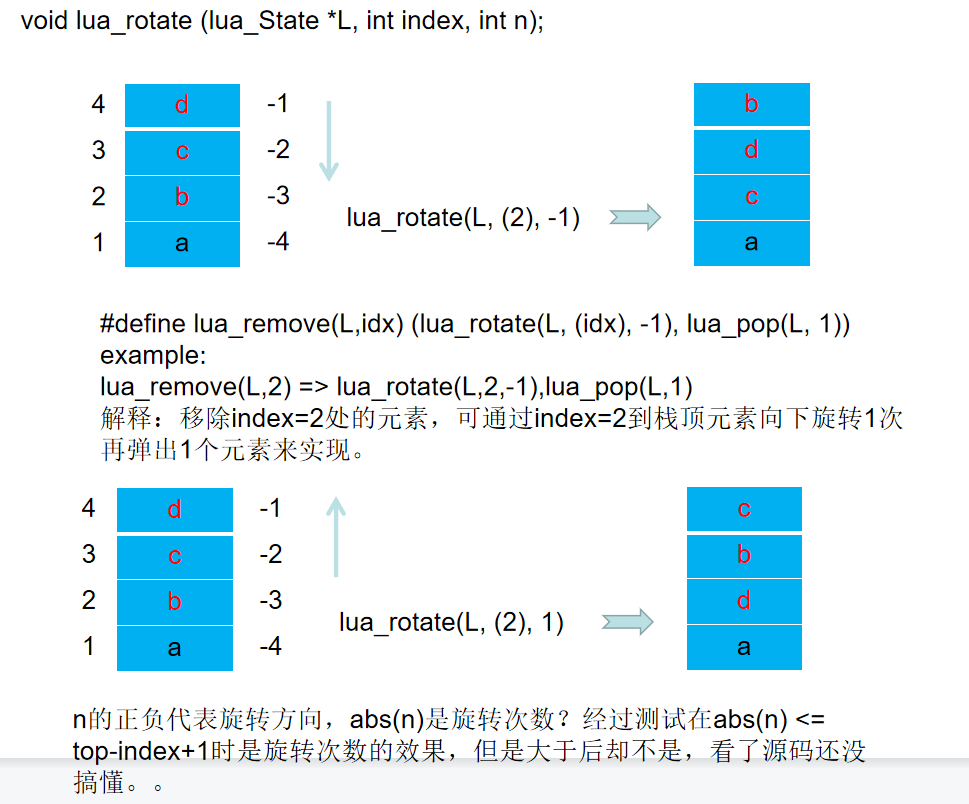 void lua_rotate (lua_State *L, int index, int n);
4 d -1 b
3 c -2 d
2 b -3 c
lua_rotate(L, (2), -1)
1 a -4 a
#define lua_remove(L,idx) (lua_rotate(L, (idx), -1), lua_pop(L, 1))
example:
lua_remove(L,2) => lua_rotate(L,2,-1),lua_pop(L,1)
解释：移除index=2处的元素，可通过index=2到栈顶元素向下旋转1次
再弹出1个元素来实现。
4 d -1 c
3 c -2 b
2 b -3 d
lua_rotate(L, (2), 1)
1 a -4 a
n的正负代表旋转方向，abs(n)是旋转次数？经过测试在abs(n) <=
top-index+1时是旋转次数的效果，但是大于后却不是，看了源码还没
搞懂。。